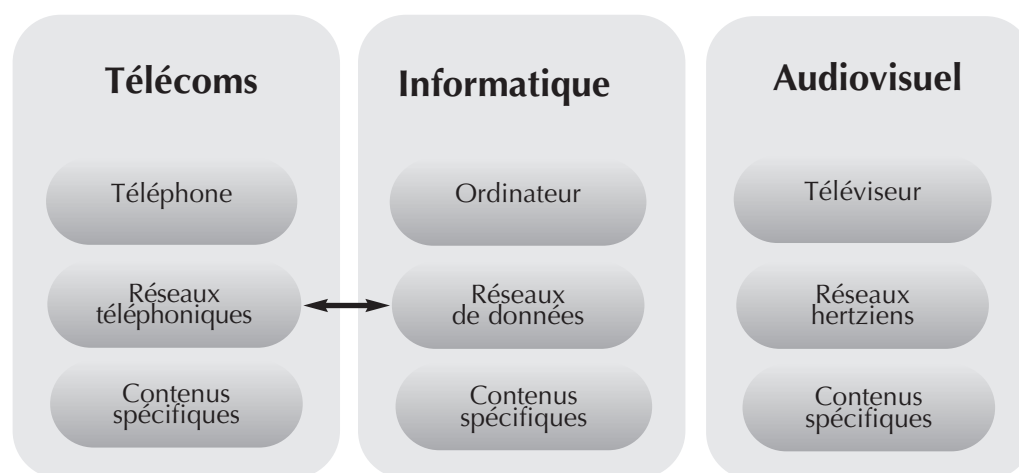 Télécoms
Téléphone
Réseaux
téléphoniques
Contenus
spécifiques
Informatique
Ordinateur
Réseaux
de données
Contenus
spécifiques
Audiovisuel
Téléviseur
Réseaux
hertziens
Contenus
spécifiques